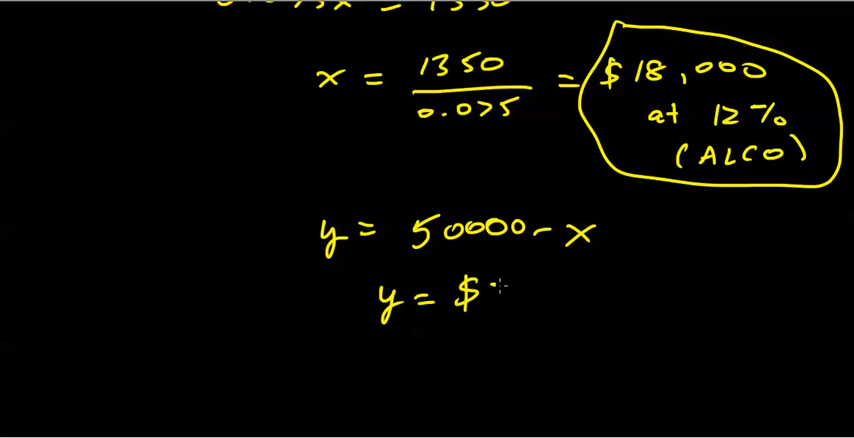 x = 1350 / 0.075 = $18,000
at 12%
(ALCO)
y = 50000 - x
y = $